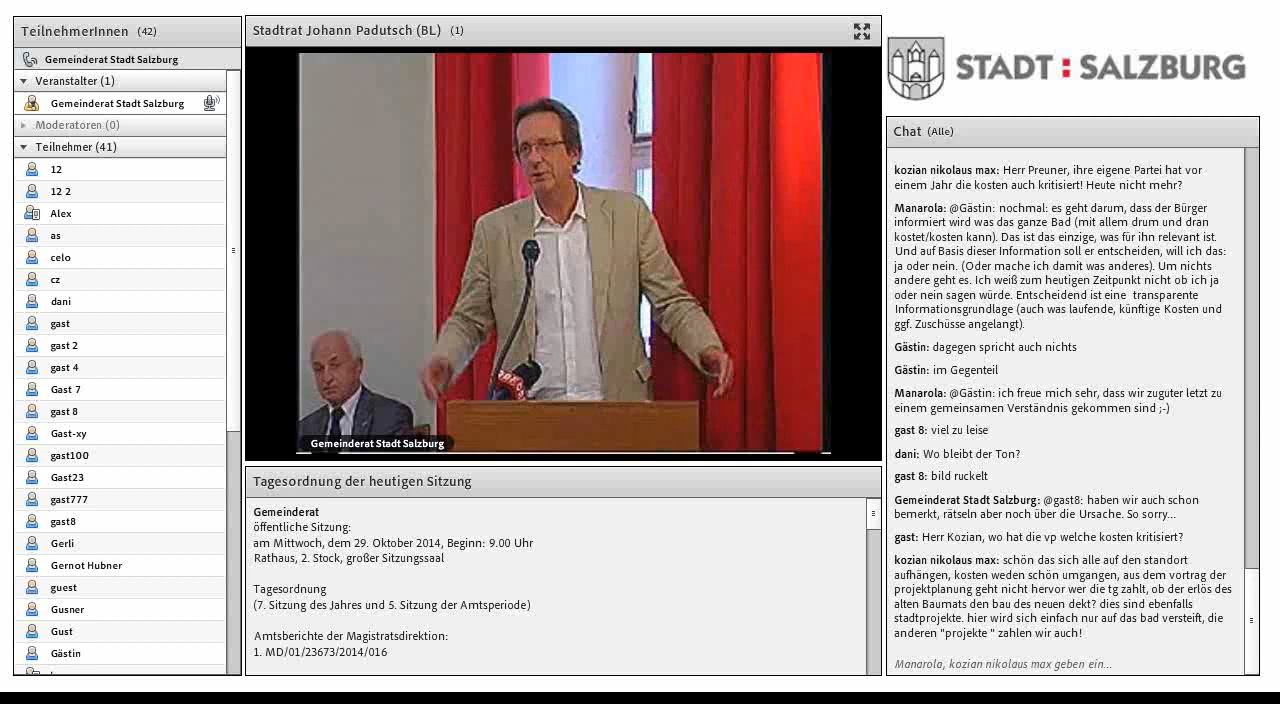 TeilnehmerInnen (42)
Gemeinderat Stadt Salzburg
Veranstalter (1)
Gemeinderat Stadt Salzburg
Moderatoren (0)
Teilnehmer (41)
12
12 2
Alex
as
celo
cz
dani
gast
gast 2
gast 4
Gast 7
gast 8
Gast-xy
gast100
Gast23
gast777
gast8
Gerli
Gernot Hubner
guest
Gusner
Gust
Gästin
Stadtrat Johann Padutsch (BL) (1)
Gemeinderat Stadt Salzburg
Tagesordnung der heutigen Sitzung
Gemeinderat
öffentliche Sitzung:
am Mittwoch, dem 29. Oktober 2014, Beginn: 9.00 Uhr
Rathaus, 2. Stock, großer Sitzungssaal
Tagesordnung
(7. Sitzung des Jahres und 5. Sitzung der Amtsperiode)
Amtsberichte der Magistratsdirektion:
1. MD/01/23673/2014/016
STADT : SALZBURG
Chat (Alle)
kozian nikolaus max: Herr Preuner, ihre eigene Partei hat vor
einem Jahr die kosten auch kritisiert! Heute nicht mehr?
Manarola: @Gästin: nochmal: es geht darum, dass der Bürger
informiert wird was das ganze Bad (mit allem drum und dran
kostet/kosten kann). Das ist das einzige, was für ihn relevant ist.
Und auf Basis dieser Information soll er entscheiden, will ich das:
ja oder nein. (Oder mache ich damit was anderes). Um nichts
andere geht es. Ich weiß zum heutigen Zeitpunkt nicht ob ich ja
oder nein sagen würde. Entscheidend ist eine transparente
Informationsgrundlage (auch was laufende, künftige Kosten und
ggf. Zuschüsse angelangt).
Gästin: dagegen spricht auch nichts
Gästin: im Gegenteil
Manarola: @Gästin: ich freue mich sehr, dass wir zuguter letzt zu
einem gemeinsamen Verständnis gekommen sind ;-)
gast 8: viel zu leise
dani: Wo bleibt der Ton?
gast 8: bild ruckelt
Gemeinderat Stadt Salzburg: @gast8: haben wir auch schon
bemerkt, rätseln aber noch über die Ursache. So sorry...
gast: Herr Kozian, wo hat die vp welche kosten kritisiert?
kozian nikolaus max: schön das sich alle auf den standort
aufhängen, kosten weden schön umgangen, aus dem vortrag der
projektplanung geht nicht hervor wer die tg zahlt, ob der erlös des
alten Baumats den bau des neuen dekt? dies sind ebenfalls
stadtprojekte. hier wird sich einfach nur auf das bad versteift, die
anderen "projekte " zahlen wir auch!
Manarola, kozian nikolaus max geben ein...